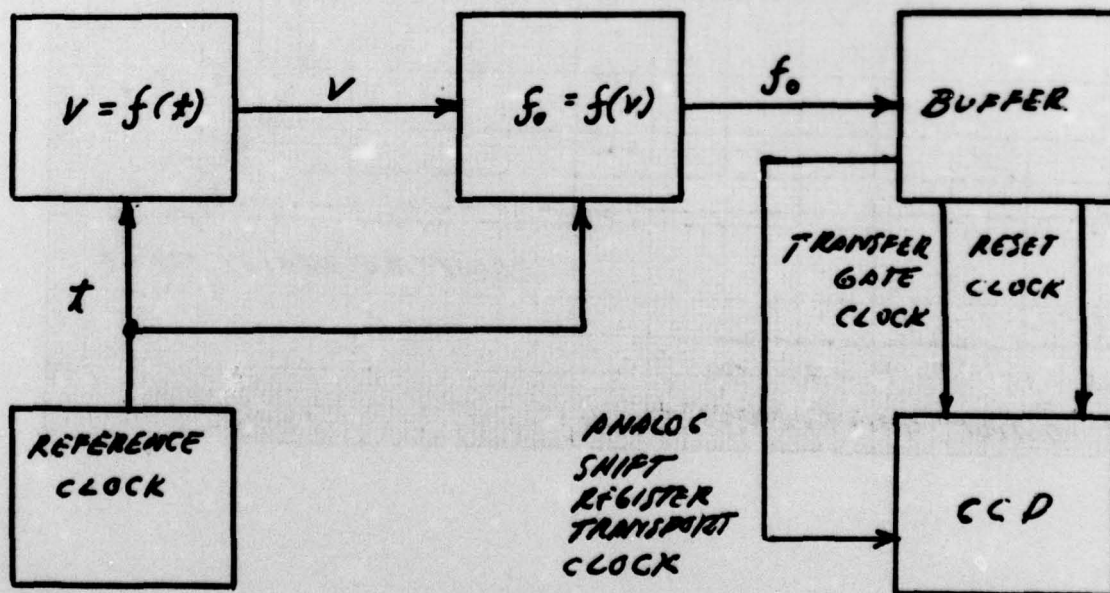 V = f(t)
V
f₀ = f(v)
f₀
BUFFER
t
TRANSFER
GATE
CLOCK
RESET
CLOCK
REFERENCE
CLOCK
ANALOG
SHIFT
REGISTER
TRANSPORT
CLOCK
CCD